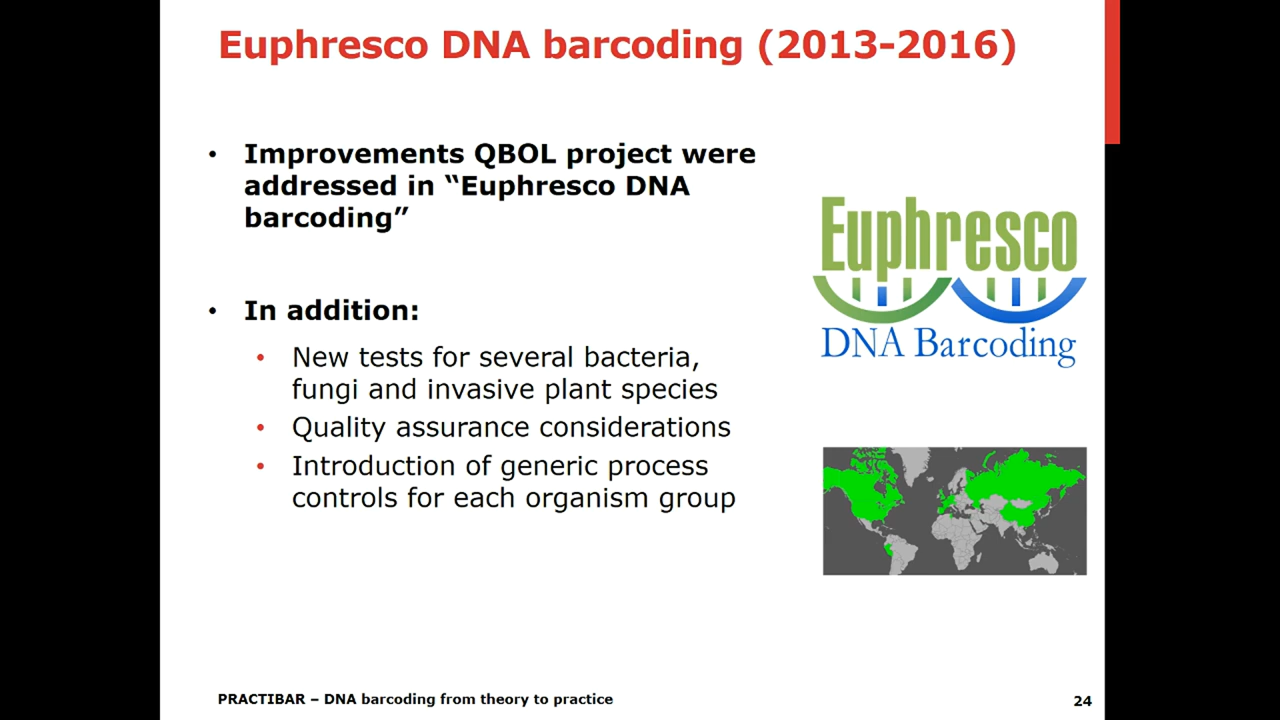 Euphresco DNA barcoding (2013-2016)
• Improvements QBOL project were
addressed in “Euphresco DNA
barcoding”
• In addition:
• New tests for several bacteria,
fungi and invasive plant species
• Quality assurance considerations
• Introduction of generic process
controls for each organism group
Euphresco
DNA Barcoding
PRACTIBAR – DNA barcoding from theory to practice
24